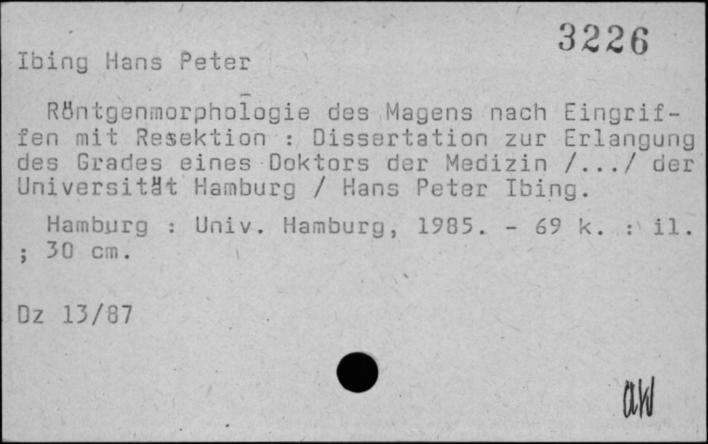 3226
Ibing Hans Peter
Röntgenmorphologie des Magens nach Eingrif-
fen mit Resektion : Dissertation zur Erlangung
des Grades eines Doktors der Medizin /.../ der
Universität Hamburg / Hans Peter Ibing.
Hamburg : Univ. Hamburg, 1985. - 69 k. : il.
; 30 cm.
Dz 13/87
aw